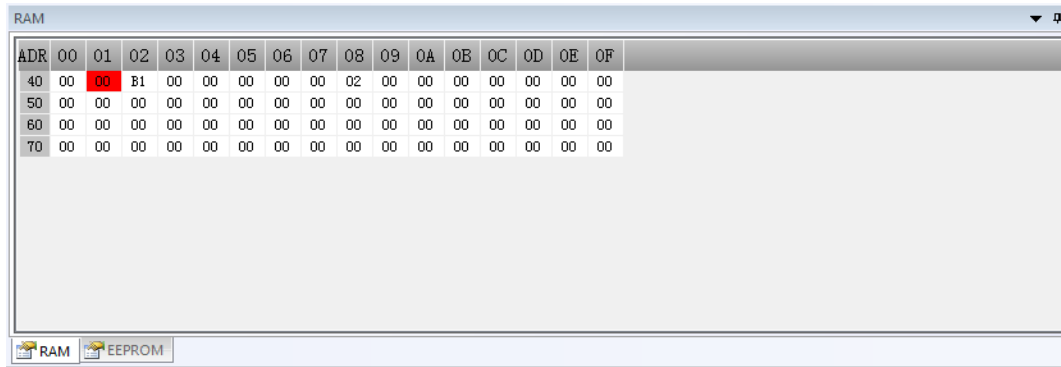 RAM
ADR 00 01 02 03 04 05 06 07 08 09 0A 0B 0C 0D 0E 0F
40 00 00 B1 00 00 00 00 00 02 00 00 00 00 00 00 00
50 00 00 00 00 00 00 00 00 00 00 00 00 00 00 00 00
60 00 00 00 00 00 00 00 00 00 00 00 00 00 00 00 00
70 00 00 00 00 00 00 00 00 00 00 00 00 00 00 00 00
RAM EEPROM